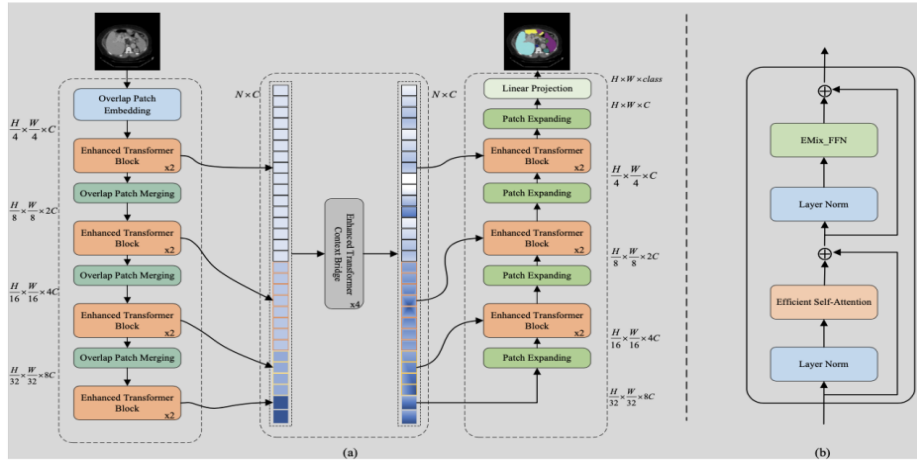 Overlap Patch
Embedding
H/4 × W/4 × C
Enhanced Transformer
Block
x2
Overlap Patch Merging
H/8 × W/8 × 2C
Enhanced Transformer
Block
x2
Overlap Patch Merging
H/16 × W/16 × 4C
Enhanced Transformer
Block
x2
Overlap Patch Merging
H/32 × W/32 × 8C
Enhanced Transformer
Block
x2
N × C
Enhanced Transformer
Context Bridge
x4
N × C
Linear Projection
H × W × class
H × W × C
Patch Expanding
Enhanced Transformer
Block
x2
H/4 × W/4 × C
Patch Expanding
Enhanced Transformer
Block
x2
H/8 × W/8 × 2C
Patch Expanding
Enhanced Transformer
Block
x2
H/16 × W/16 × 4C
Patch Expanding
H/32 × W/32 × 8C
(a)
EMix_FFN
Layer Norm
Efficient Self-Attention
Layer Norm
(b)